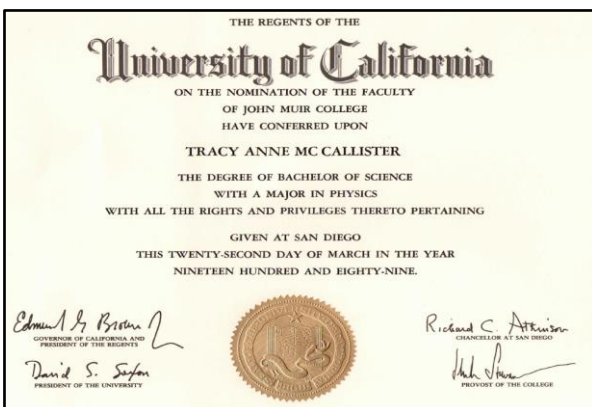 THE REGENTS OF THE
University of California
ON THE NOMINATION OF THE FACULTY
OF JOHN MUIR COLLEGE
HAVE CONFERRED UPON
TRACY ANNE MC CALLISTER
THE DEGREE OF BACHELOR OF SCIENCE
WITH A MAJOR IN PHYSICS
WITH ALL THE RIGHTS AND PRIVILEGES THERETO PERTAINING
GIVEN AT SAN DIEGO
THIS TWENTY-SECOND DAY OF MARCH IN THE YEAR
NINETEEN HUNDRED AND EIGHTY-NINE.
Edmund G Brown Jr
GOVERNOR OF CALIFORNIA AND
PRESIDENT OF THE REGENTS
David S. Saxon
PRESIDENT OF THE UNIVERSITY
Richard C. Atkinson
CHANCELLOR AT SAN DIEGO
PROVOST OF THE COLLEGE